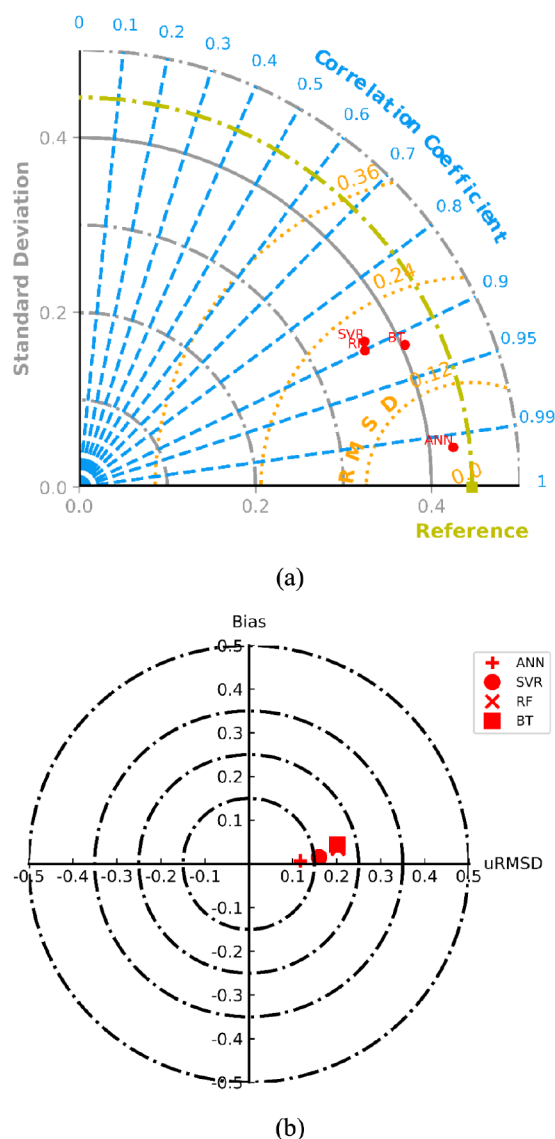 0 0.1 0.2 0.3 0.4 0.5 0.6 0.7 0.8 0.9 0.95 0.99 1
Correlation Coefficient
Standard Deviation
0.4
0.2
0.0
0.2
0.4
0.36
0.24
0.12
0.0
RMSD
SVR
RF
BT
ANN
Reference
(a)
Bias
0.5
0.4
0.3
0.2
0.1
-0.5 -0.4 -0.3 -0.2 -0.1
0.1 0.2 0.3 0.4 0.5
uRMSD
-0.1
-0.2
-0.3
-0.4
-0.5
ANN
SVR
RF
BT
(b)